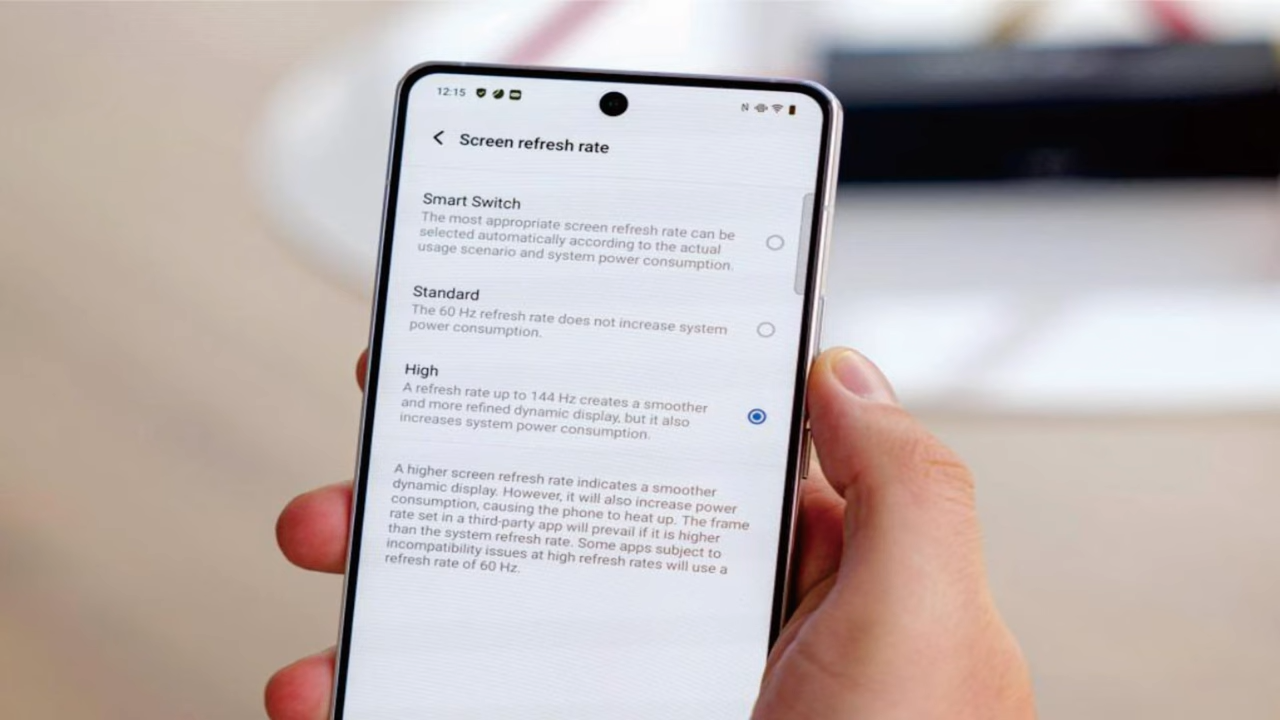 12:15
N
Screen refresh rate
Smart Switch
The most appropriate screen refresh rate can be
selected automatically according to the actual
usage scenario and system power consumption.
Standard
The 60 Hz refresh rate does not increase system
power consumption.
High
A refresh rate up to 144 Hz creates a smoother
and more refined dynamic display, but it also
increases system power consumption.
A higher screen refresh rate indicates a smoother
dynamic display. However, it will also increase power
consumption, causing the phone to heat up. The frame
rate set in a third-party app will prevail if it is higher
than the system refresh rate. Some apps subject to
incompatibility issues at high refresh rates will use a
refresh rate of 60 Hz.